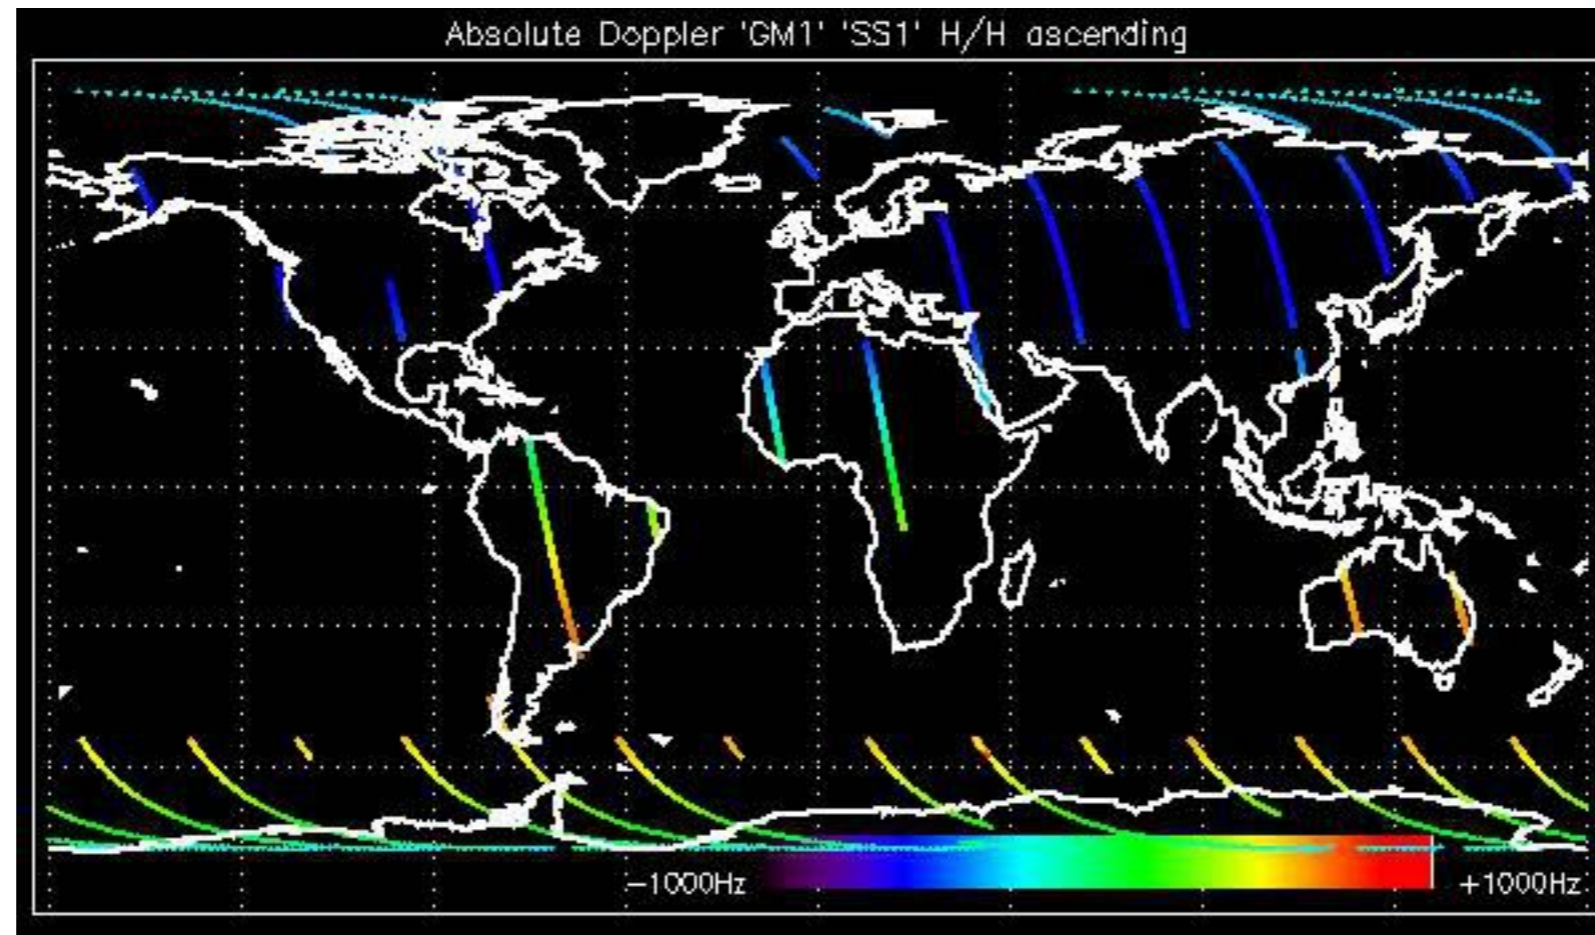 Absolute Doppler 'GM1' 'SS1' H/H ascending
−1000Hz
+1000Hz